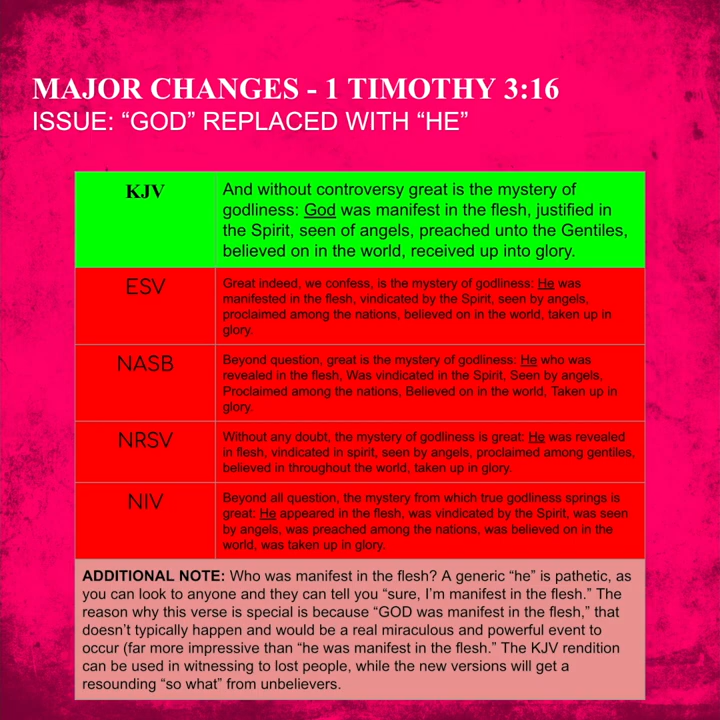 MAJOR CHANGES - 1 TIMOTHY 3:16
ISSUE: “GOD” REPLACED WITH “HE”
KJV
And without controversy great is the mystery of
godliness: God was manifest in the flesh, justified in
the Spirit, seen of angels, preached unto the Gentiles,
believed on in the world, received up into glory.
ESV
Great indeed, we confess, is the mystery of godliness: He was
manifested in the flesh, vindicated by the Spirit, seen by angels,
proclaimed among the nations, believed on in the world, taken up in
glory.
NASB
Beyond question, great is the mystery of godliness: He who was
revealed in the flesh, Was vindicated in the Spirit, Seen by angels,
Proclaimed among the nations, Believed on in the world, Taken up in
glory.
NRSV
Without any doubt, the mystery of godliness is great: He was revealed
in flesh, vindicated in spirit, seen by angels, proclaimed among gentiles,
believed in throughout the world, taken up in glory.
NIV
Beyond all question, the mystery from which true godliness springs is
great: He appeared in the flesh, was vindicated by the Spirit, was seen
by angels, was preached among the nations, was believed on in the
world, was taken up in glory.
ADDITIONAL NOTE: Who was manifest in the flesh? A generic “he” is pathetic, as
you can look to anyone and they can tell you “sure, I’m manifest in the flesh.” The
reason why this verse is special is because “GOD was manifest in the flesh,” that
doesn’t typically happen and would be a real miraculous and powerful event to
occur (far more impressive than “he was manifest in the flesh.” The KJV rendition
can be used in witnessing to lost people, while the new versions will get a
resounding “so what” from unbelievers.